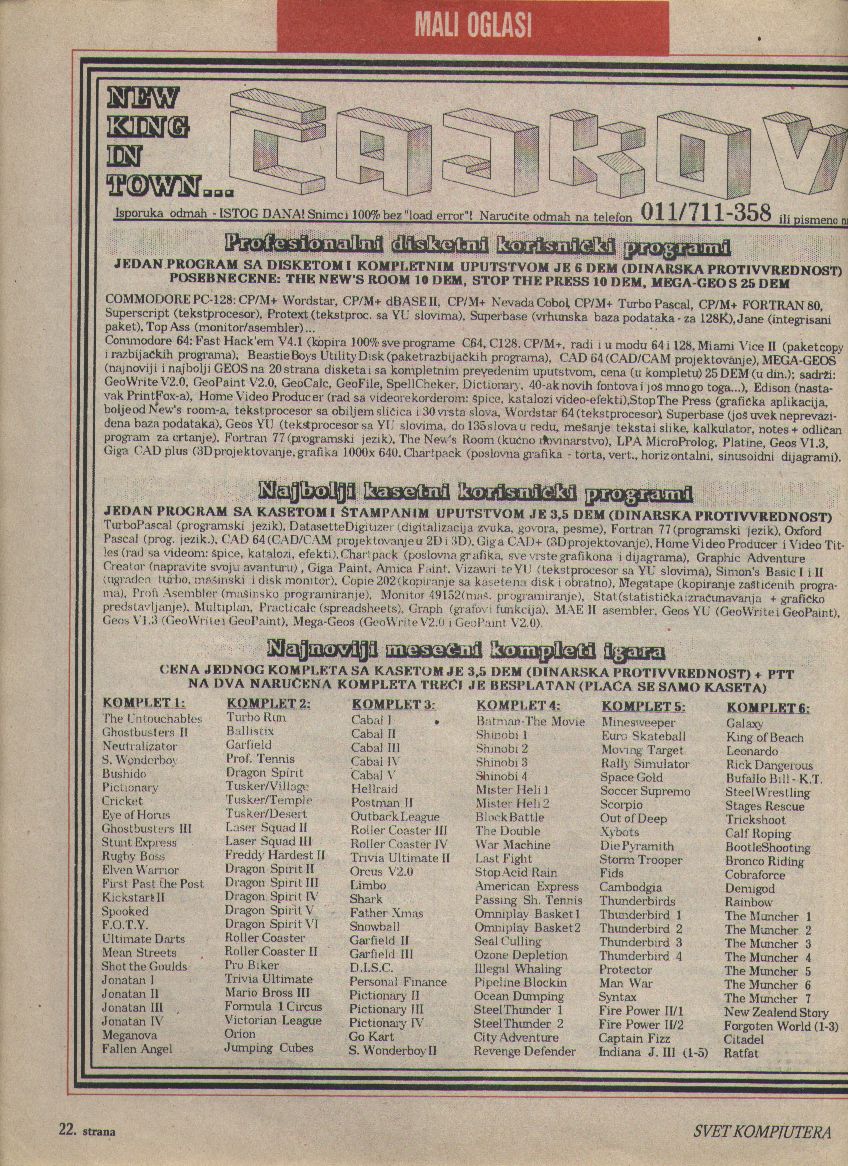 MALI OGLASI
NEW
KING
IN
TOWN...
ČAJKOV
Isporuka odmah - ISTOG DANA! Snimci 100% bez "load error"! Naručite odmah na telefon 011/711-358 ili pismeno
Profesionalni disketni korisnički programi
JEDAN PROGRAM SA DISKETOM I KOMPLETNIM UPUTSTVOM JE 6 DEM (DINARSKA PROTIVVREDNOST)
POSEBNE CENE: THE NEW'S ROOM 10 DEM, STOP THE PRESS 10 DEM, MEGA-GEOS 25 DEM
COMMODORE PC-128: CP/M+ Wordstar, CP/M+ dBASE II, CP/M+ Nevada Cobol, CP/M+ Turbo Pascal, CP/M+ FORTRAN 80,
Superscript (tekstprocesor), Protext (tekstproc. sa YU slovima), Superbase (vrhunska baza podataka - za 128K), Jane (integrisani
paket), Top Ass (monitor/asembler)...
Commodore 64: Fast Hack'em V4.1 (kopira 100% sve programe C64, C128, CP/M+, radi i u modu 64 i 128, Miami Vice II (paket copy
i razbijačkih programa), Beastie Boys Utility Disk (paket razbijačkih programa), CAD 64 (CAD/CAM projektovanje), MEGA-GEOS
(najnoviji i najbolji GEOS na 20 strana disketa i sa kompletnim prevedenim uputstvom, cena (u kompletu) 25 DEM (u din.); sadrži:
GeoWrite V2.0, GeoPaint V2.0, GeoCalc, GeoFile, SpellCheker, Dictionary, 40-ak novih fontova i još mnogo toga...), Edison (nasta-
vak PrintFox-a), Home Video Producer (rad sa videorekorderom: špice, katalozi video-efekti), Stop The Press (grafička aplikacija,
bolje od New's room-a, tekstprocesor sa obiljem sličica i 30 vrsta slova, Wordstar 64 (tekstprocesor), Superbase (još uvek neprevazi-
đena baza podataka), Geos YU (tekstprocesor sa YU slovima, do 135 slova u redu, mešanje teksta i slike, kalkulator, notes + odličan
program za crtanje), Fortran 77 (programski jezik), The New's Room (kućno novinarstvo), LPA MicroProlog, Platine, Geos V1.3,
Giga CAD plus (3D projektovanje, grafika 1000x 640, Chartpack (poslovna grafika - torta, vert., horizontalni, sinusoidni dijagrami).
Najbolji kasetni korisnički programi
JEDAN PROGRAM SA KASETOM I ŠTAMPANIM UPUTSTVOM JE 3,5 DEM (DINARSKA PROTIVVREDNOST)
TurboPascal (programski jezik), DatasetteDigitizer (digitalizacija zvuka, govora, pesme), Fortran 77 (programski jezik), Oxford
Pascal (prog. jezik.), CAD 64 (CAD/CAM projektovanje u 2D i 3D), Giga CAD+ (3D projektovanje), Home Video Producer i Video Tit-
les (rad sa videom: špice, katalozi, efekti), Chartpack (poslovna grafika, sve vrste grafikona i dijagrama), Graphic Adventure
Creator (napravite svoju avanturu), Giga Paint, Amica Paint, Vizawrite YU (tekstprocesor sa YU slovima), Simon's Basic I i II
(ugrađen turbo, mašinski i disk monitor), Copie 202 (kopiranje sa kasete na disk i obratno), Megatape (kopiranje zaštićenih progra-
ma), Profi Asembler (mašinsko programiranje), Monitor 49152 (maš. programiranje), Stat (statistička izračunavanja + grafičko
predstavljanje), Multiplan, Practicalc (spreadsheets), Graph (grafovi funkcija), MAE II asembler, Geos YU (GeoWrite i GeoPaint),
Geos V1.3 (GeoWrite i GeoPaint), Mega-Geos (GeoWrite V2.0 i GeoPaint V2.0).
Najnoviji mesečni kompleti igara
CENA JEDNOG KOMPLETA SA KASETOM JE 3,5 DEM (DINARSKA PROTIVVREDNOST) + PTT
NA DVA NARUČENA KOMPLETA TREĆI JE BESPLATAN (PLAĆA SE SAMO KASETA)
KOMPLET 1:
The Untouchables
Ghostbusters II
Neutralizator
S. Wonderboy
Bushido
Pictionary
Cricket
Eye of Horus
Ghostbusters III
Stunt Express
Rugby Boss
Elven Warrior
First Past the Post
Kickstart II
Spooked
F.O.T.Y.
Ultimate Darts
Mean Streets
Shot the Goulds
Jonatan I
Jonatan II
Jonatan III
Jonatan IV
Meganova
Fallen Angel
KOMPLET 2:
Turbo Run
Ballistix
Garfield
Prof. Tennis
Dragon Spirit
Tusker/Village
Tusker/Temple
Tusker/Desert
Laser Squad II
Laser Squad III
Freddy Hardest II
Dragon Spirit II
Dragon Spirit III
Dragon Spirit IV
Dragon Spirit V
Dragon Spirit VI
Roller Coaster
Roller Coaster II
Pro Biker
Trivia Ultimate
Mario Bross III
Formula 1 Circus
Victorian League
Orion
Jumping Cubes
KOMPLET 3:
Cabal I
Cabal II
Cabal III
Cabal IV
Cabal V
Hellraid
Postman II
Outback League
Roller Coaster III
Roller Coaster IV
Trivia Ultimate II
Orcus V2.0
Limbo
Shark
Father Xmas
Snowball
Garfield II
Garfield III
D.I.S.C.
Personal Finance
Pictionary II
Pictionary III
Pictionary IV
Go Kart
S. Wonderboy II
KOMPLET 4:
Batman-The Movie
Shinobi 1
Shinobi 2
Shinobi 3
Shinobi 4
Mister Heli 1
Mister Heli 2
Block Battle
The Double
War Machine
Last Fight
Stop Acid Rain
American Express
Passing Sh. Tennis
Omniplay Basket 1
Omniplay Basket 2
Seal Culling
Ozone Depletion
Illegal Whaling
Pipeline Blockin
Ocean Dumping
Steel Thunder 1
Steel Thunder 2
City Adventure
Revenge Defender
KOMPLET 5:
Minesweeper
Euro Skateball
Moving Target
Rally Simulator
Space Gold
Soccer Supremo
Scorpio
Out of Deep
Xybots
Die Pyramith
Storm Trooper
Fids
Cambodgia
Thunderbirds
Thunderbird 1
Thunderbird 2
Thunderbird 3
Thunderbird 4
Protector
Man War
Syntax
Fire Power II/1
Fire Power II/2
Captain Fizz
Indiana J. III (1-5)
KOMPLET 6:
Galaxy
King of Beach
Leonardo
Rick Dangerous
Bufallo Bill - K.T.
Steel Wrestling
Stages Rescue
Trickshoot
Calf Roping
BootleShooting
Bronco Riding
Cobraforce
Demigod
Rainbow
The Muncher 1
The Muncher 2
The Muncher 3
The Muncher 4
The Muncher 5
The Muncher 6
The Muncher 7
New Zealend Story
Forgoten World (1-3)
Citadel
Ratfat
22. strana
SVET KOMPJUTERA